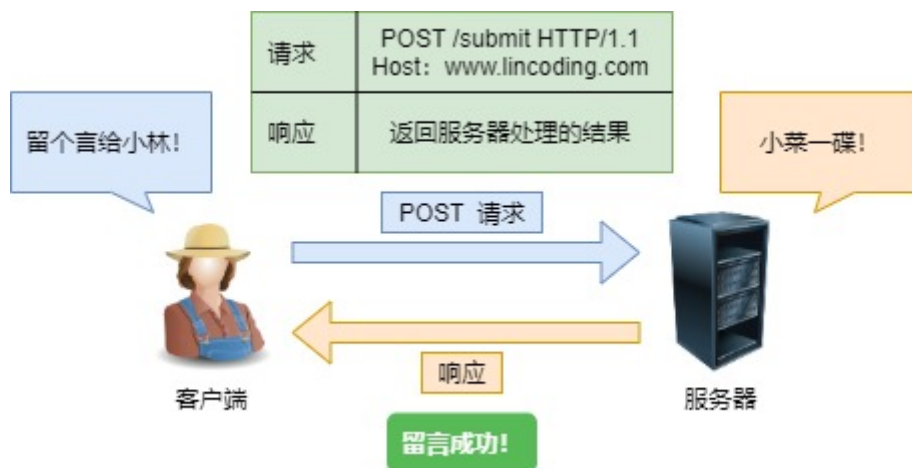 请求
POST /submit HTTP/1.1
Host：www.lincoding.com
响应
返回服务器处理的结果
留个言给小林！
小菜一碟！
POST 请求
响应
客户端
服务器
留言成功！